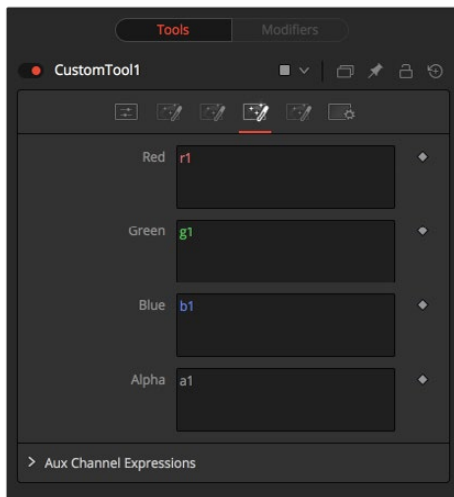 Tools Modifiers
CustomTool1
Red r1
Green g1
Blue b1
Alpha a1
Aux Channel Expressions